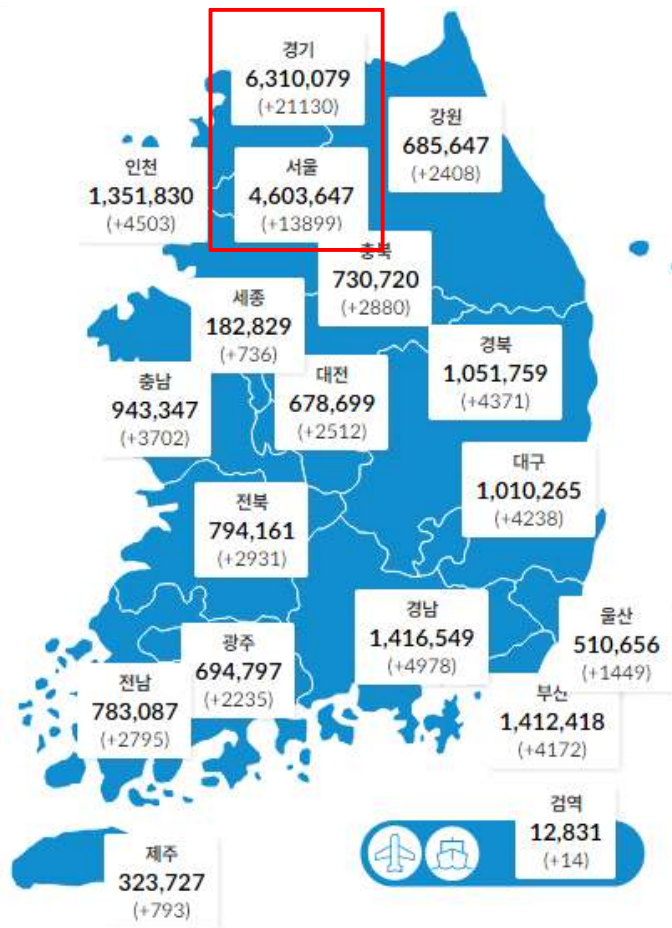 경기
6,310,079
(+21130)
강원
685,647
(+2408)
인천
1,351,830
(+4503)
서울
4,603,647
(+13899)
충북
730,720
(+2880)
세종
182,829
(+736)
경북
1,051,759
(+4371)
대전
678,699
(+2512)
충남
943,347
(+3702)
대구
1,010,265
(+4238)
전북
794,161
(+2931)
경남
1,416,549
(+4978)
울산
510,656
(+1449)
광주
694,797
(+2235)
전남
783,087
(+2795)
부산
1,412,418
(+4172)
검역
12,831
(+14)
제주
323,727
(+793)